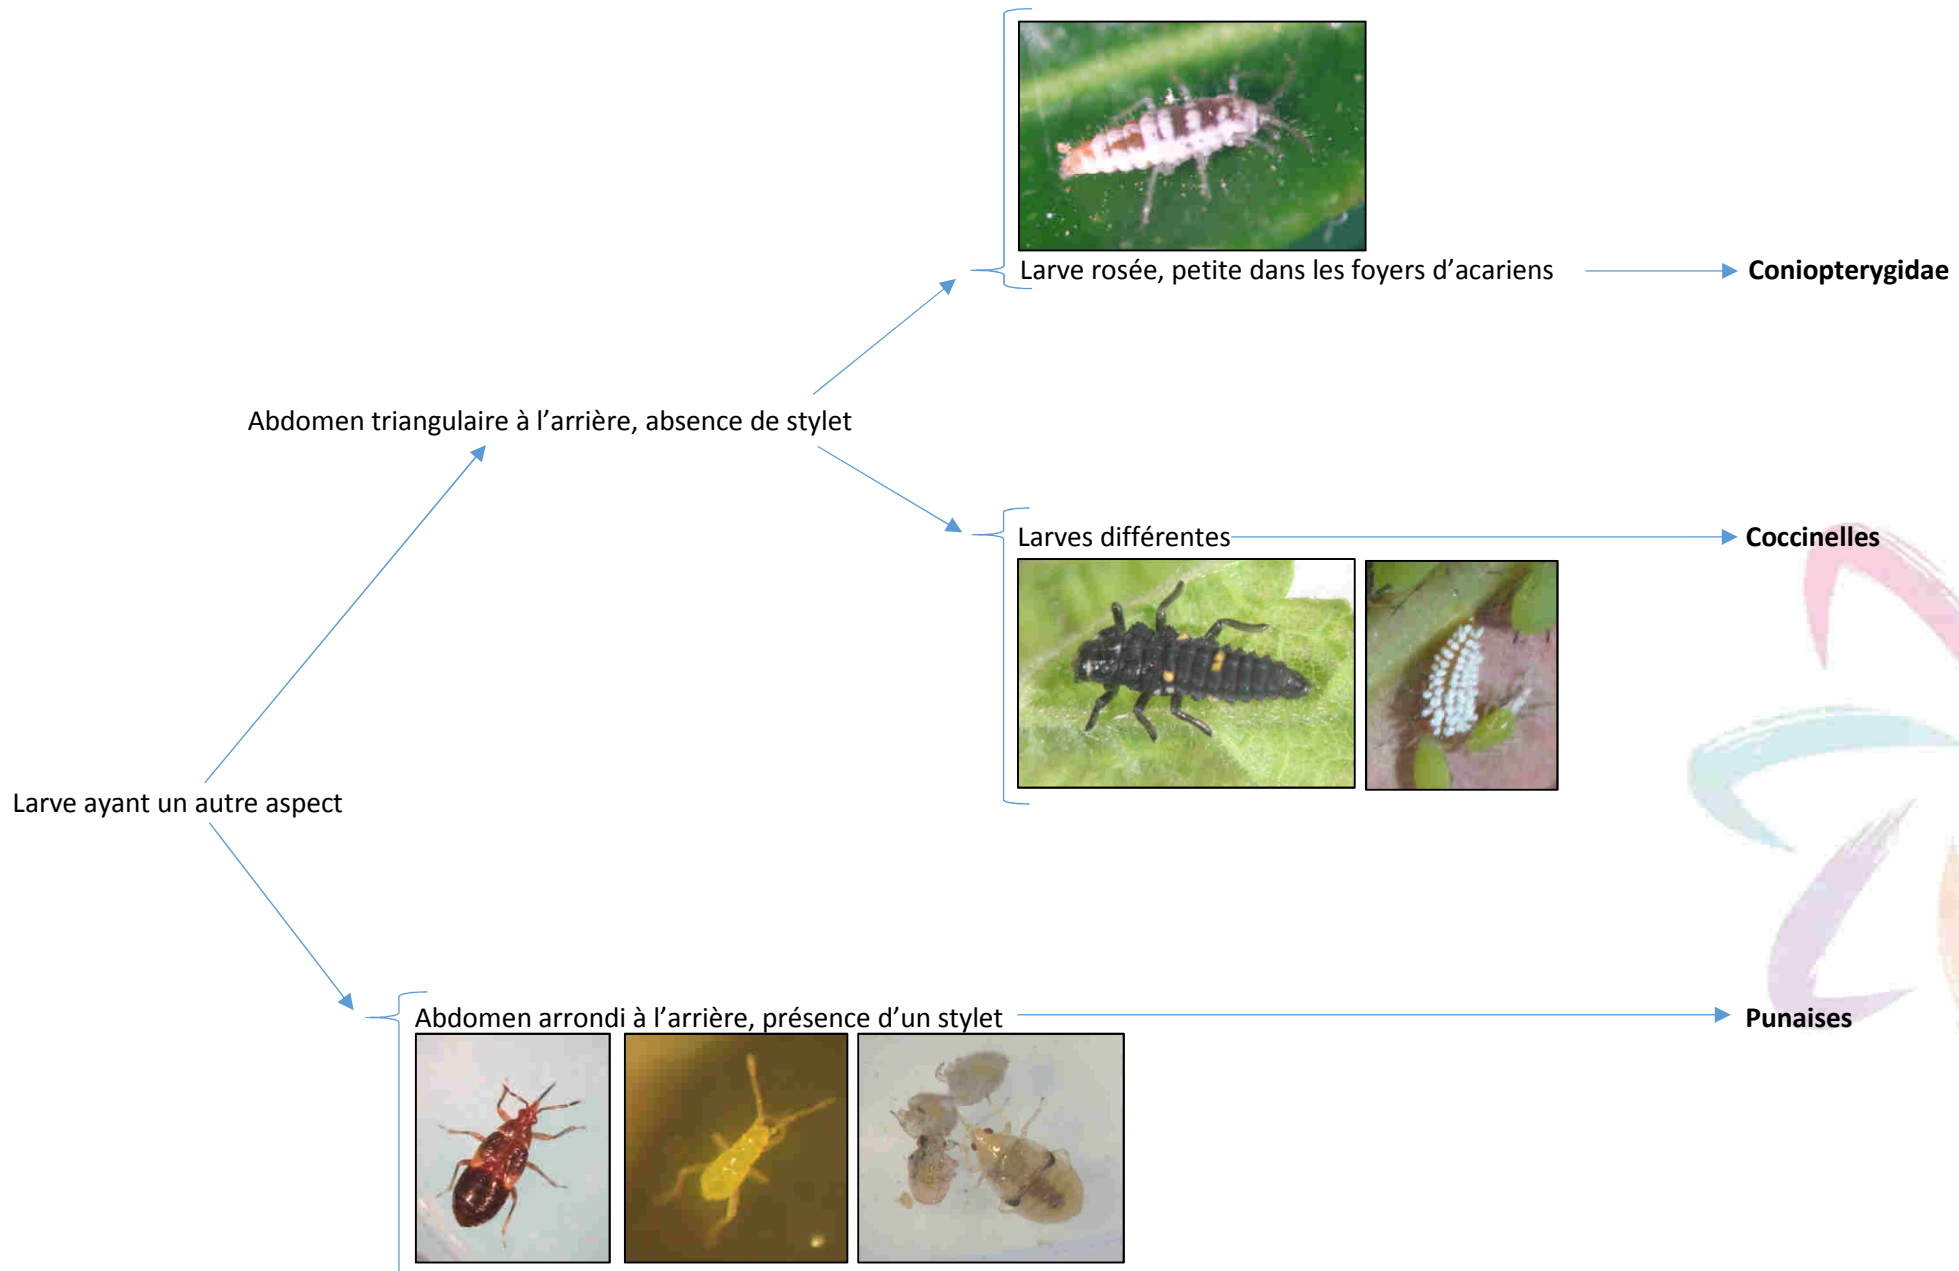 Larve rosée, petite dans les foyers d’acariens
Coniopterygidae
Abdomen triangulaire à l’arrière, absence de stylet
Larves différentes
Coccinelles
Larve ayant un autre aspect
Abdomen arrondi à l’arrière, présence d’un stylet
Punaises